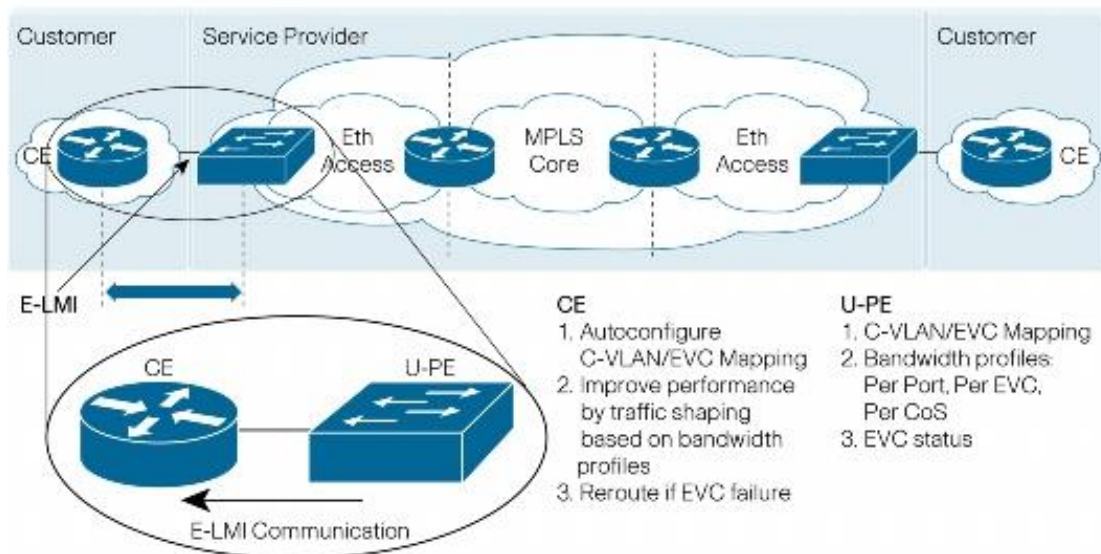 Customer
Service Provider
Customer
CE
Eth
Access
MPLS
Core
Eth
Access
CE
E-LMI
CE
U-PE
E-LMI Communication
CE
1. Autoconfigure
C-VLAN/EVC Mapping
2. Improve performance
by traffic shaping
based on bandwidth
profiles
3. Reroute if EVC failure
U-PE
1. C-VLAN/EVC Mapping
2. Bandwidth profiles:
Per Port, Per EVC,
Per CoS
3. EVC status